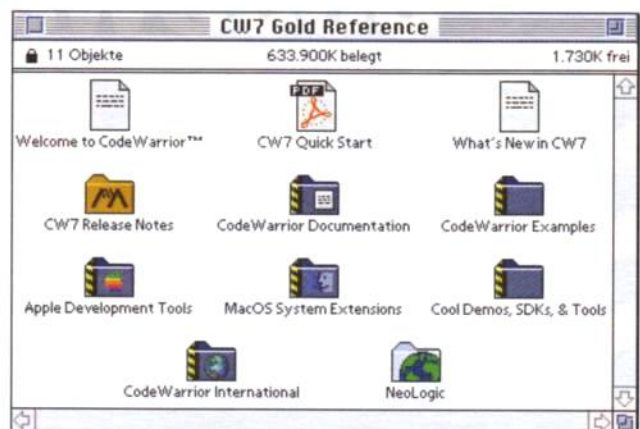 CW7 Gold Reference
11 Objekte 633.900K belegt 1.730K frei
PDF
Welcome to CodeWarrior™ CW7 Quick Start What's New in CW7
CW7 Release Notes CodeWarrior Documentation CodeWarrior Examples
Apple Development Tools MacOS System Extensions Cool Demos, SDKs, & Tools
CodeWarrior International NeoLogic